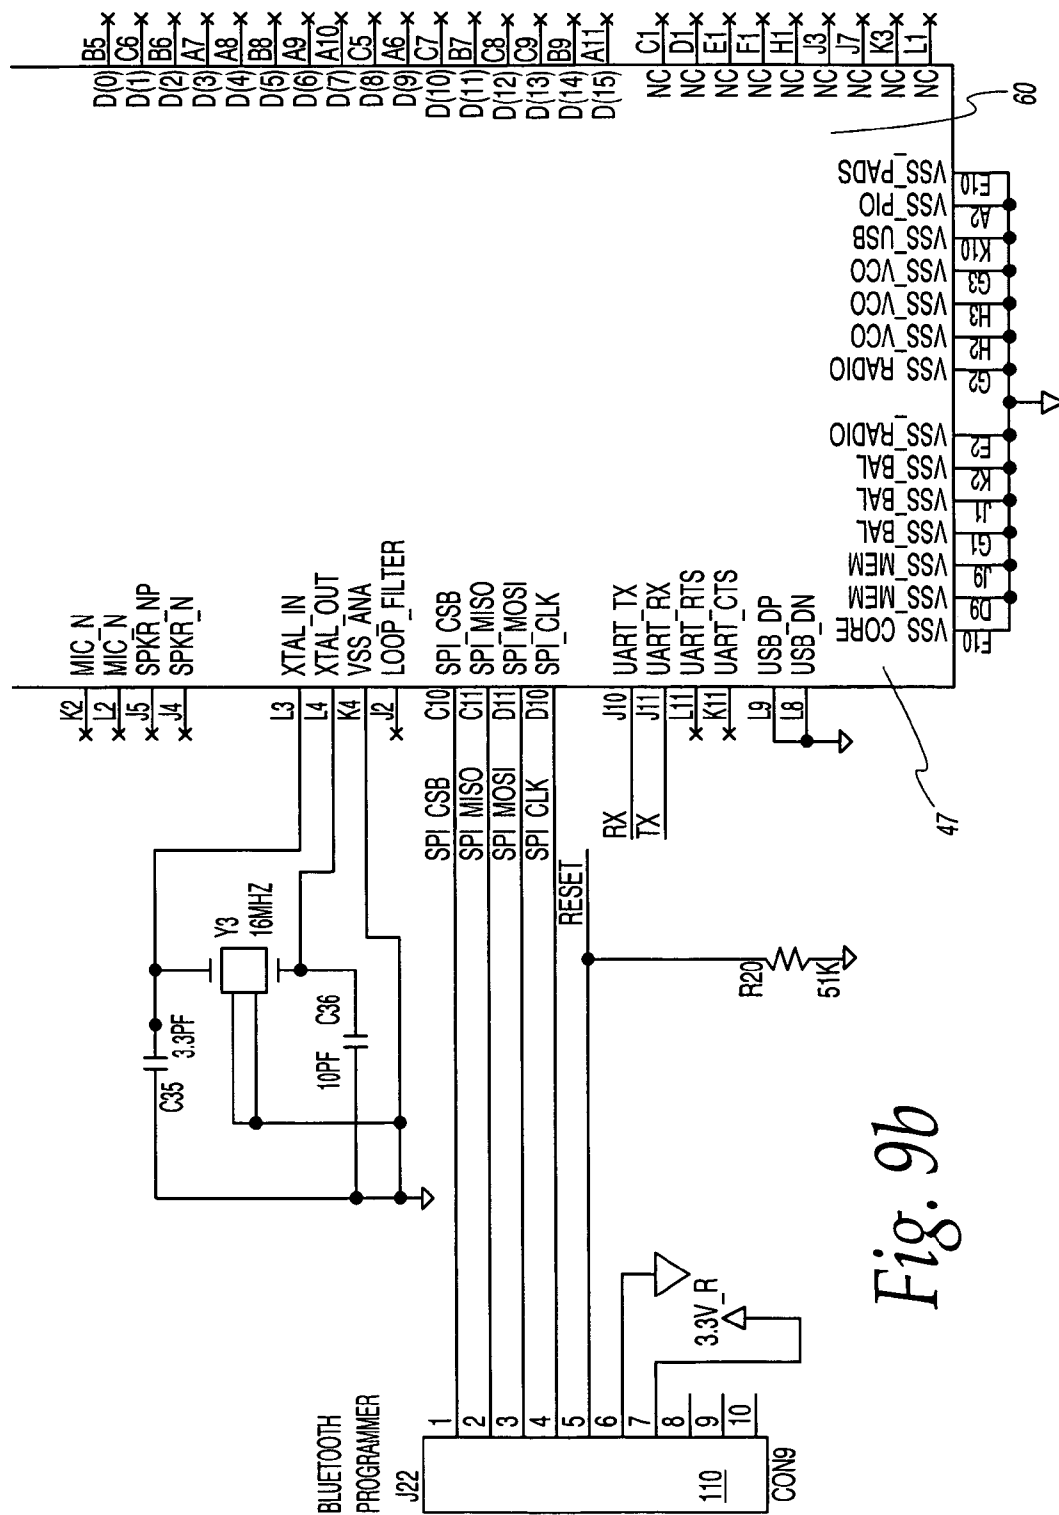 BLUETOOTH
PROGRAMMER
J22
110
CON9
1
2
3
4
5
6
7
8
9
10
3.3V_R
C35
3.3PF
Y3
16MHZ
10PF
C36
RESET
R20
51K
SPI_CSB
SPI_MISO
SPI_MOSI
SPI_CLK
RX
TX
K2 MIC_N
L2 MIC_N
J5 SPKR_NP
J4 SPKR_N
L3 XTAL_IN
L4 XTAL_OUT
K4 VSS_ANA
J2 LOOP_FILTER
C10 SPI_CSB
C11 SPI_MISO
D11 SPI_MOSI
D10 SPI_CLK
J10 UART_TX
J11 UART_RX
L11 UART_RTS
K11 UART_CTS
L9 USB_DP
L8 USB_DN
47
VSS_CORE
VSS_MEM D9
VSS_MEM J9
VSS_BAL G1
VSS_BAL J1
VSS_BAL K2
VSS_RADIO
VSS_RADIO G2
VSS_VCO H2
VSS_VCO H3
VSS_VCO G3
VSS_USB K10
VSS_PIO A2
VSS_PADS
60
D(0) B5
D(1) C6
D(2) B6
D(3) A7
D(4) A8
D(5) B8
D(6) A9
D(7) A10
D(8) C5
D(9) A6
D(10) C7
D(11) B7
D(12) C8
D(13) C9
D(14) B9
D(15) A11
NC C1
NC D1
NC E1
NC F1
NC H1
NC J3
NC J7
NC K3
NC L1
Fig. 9b